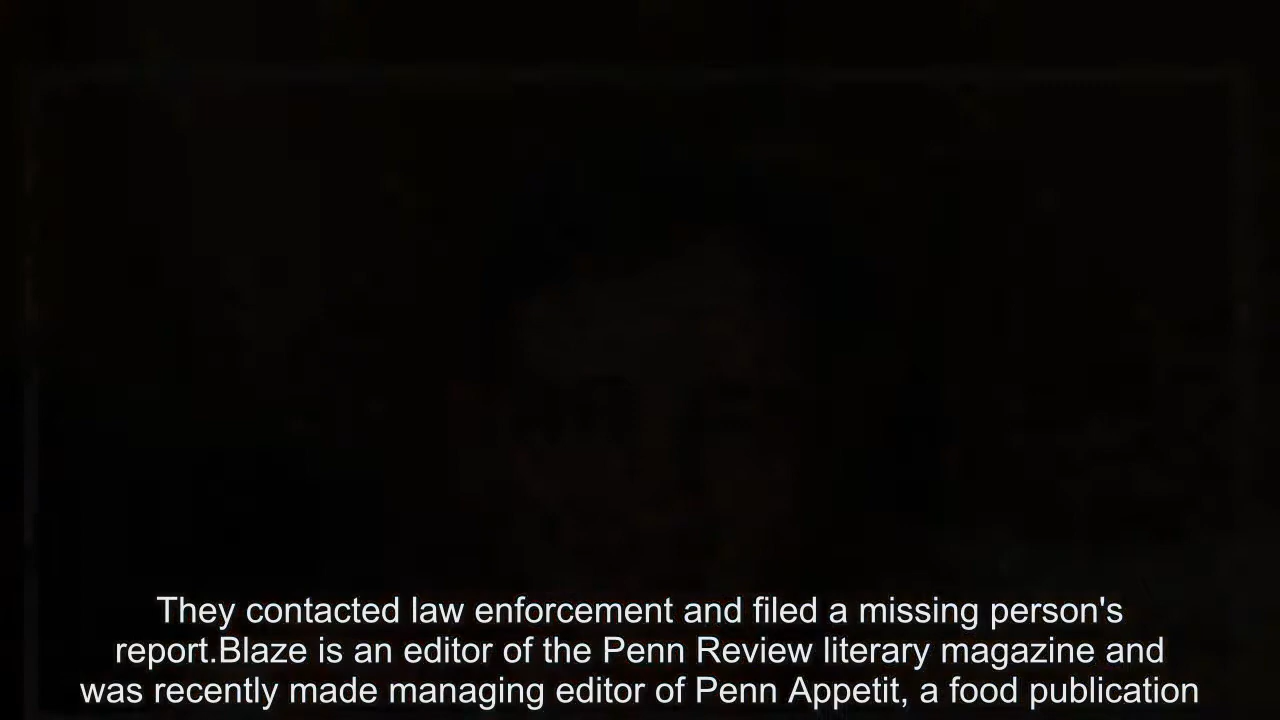 They contacted law enforcement and filed a missing person's
report.Blaze is an editor of the Penn Review literary magazine and
was recently made managing editor of Penn Appetit, a food publication